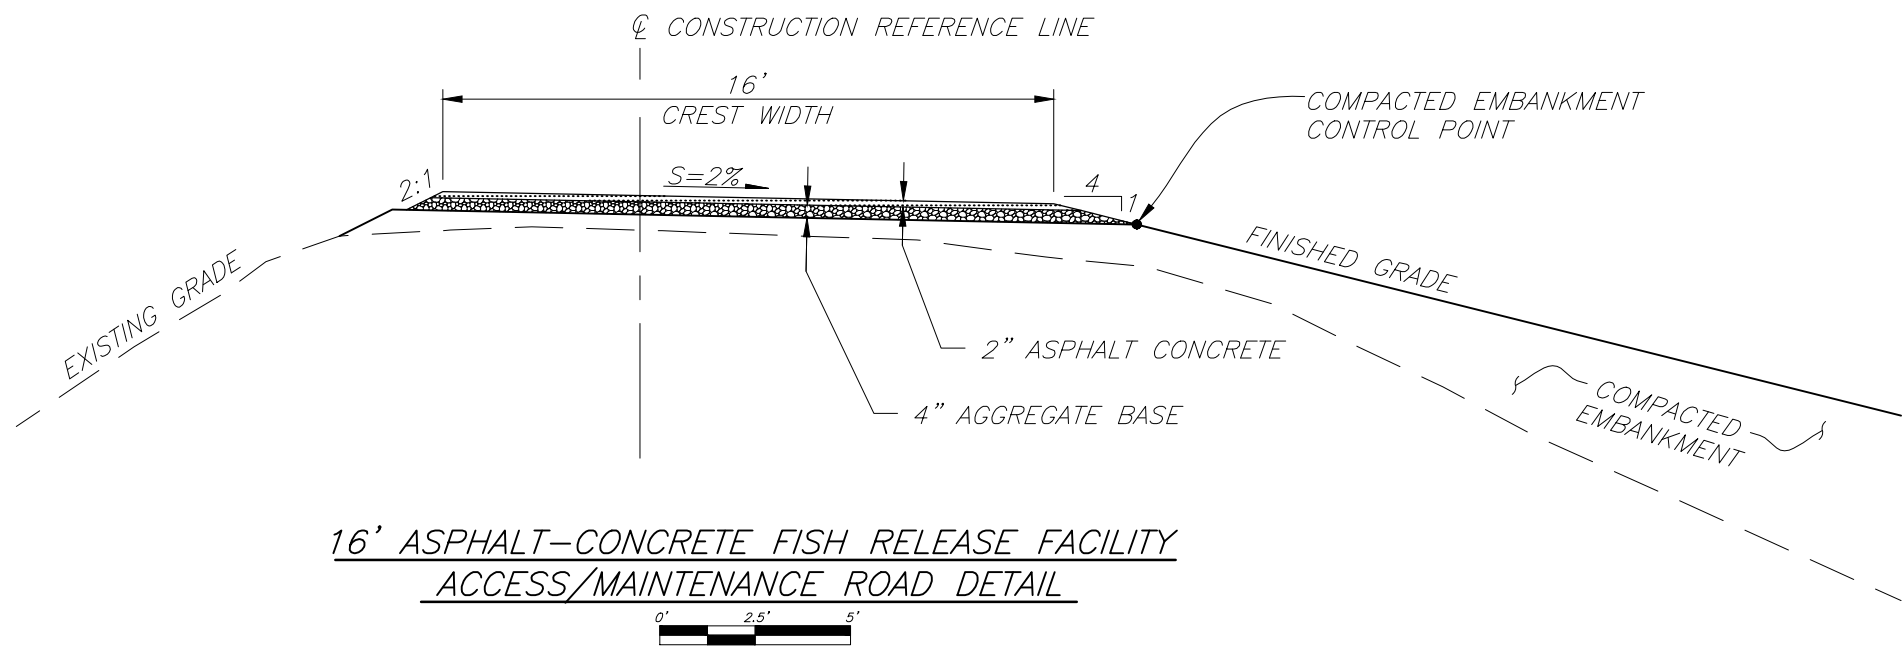 ℄ CONSTRUCTION REFERENCE LINE
16'
CREST WIDTH
COMPACTED EMBANKMENT
CONTROL POINT
2:1
S=2%
4
1
EXISTING GRADE
FINISHED GRADE
2" ASPHALT CONCRETE
4" AGGREGATE BASE
COMPACTED
EMBANKMENT
16' ASPHALT-CONCRETE FISH RELEASE FACILITY
ACCESS/MAINTENANCE ROAD DETAIL
0' 2.5' 5'